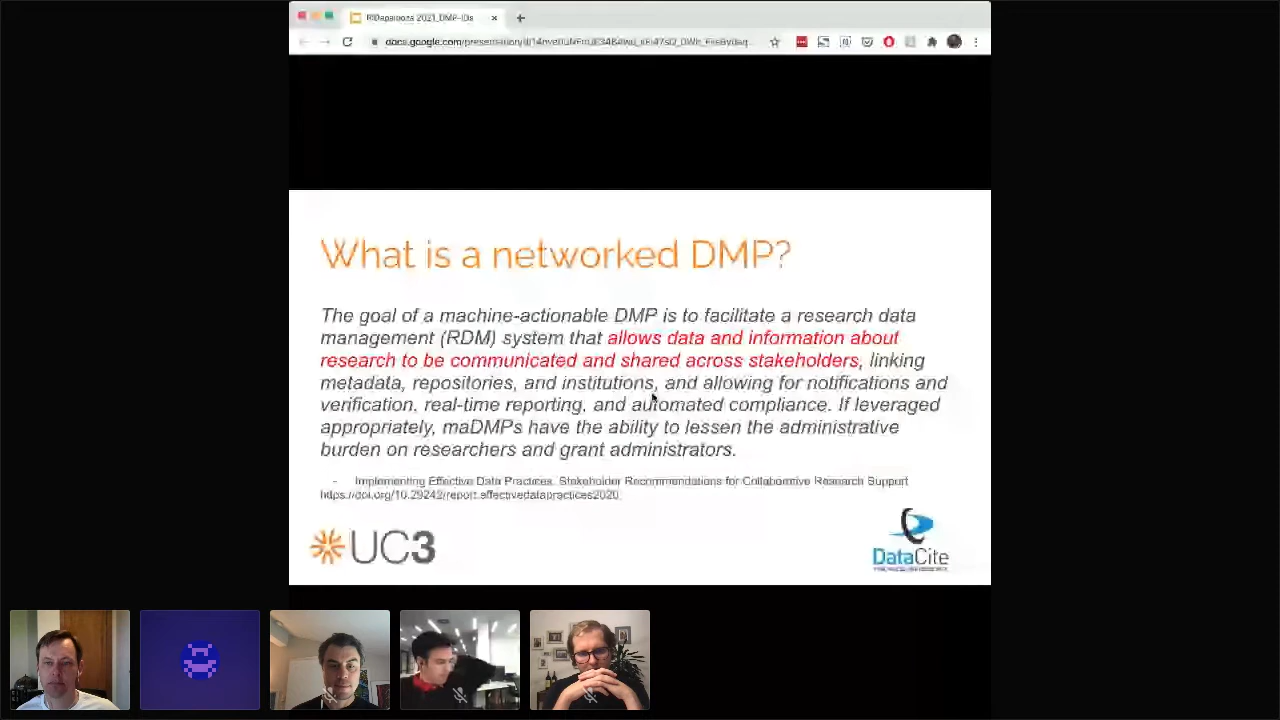 PIDapalooza 2021_DMP-IDs
What is a networked DMP?
The goal of a machine-actionable DMP is to facilitate a research data
management (RDM) system that allows data and information about
research to be communicated and shared across stakeholders, linking
metadata, repositories, and institutions, and allowing for notifications and
verification, real-time reporting, and automated compliance. If leveraged
appropriately, maDMPs have the ability to lessen the administrative
burden on researchers and grant administrators.
- Implementing Effective Data Practices: Stakeholder Recommendations for Collaborative Research Support
https://doi.org/10.29242/report.effectivedatapractices2020
UC3
DataCite